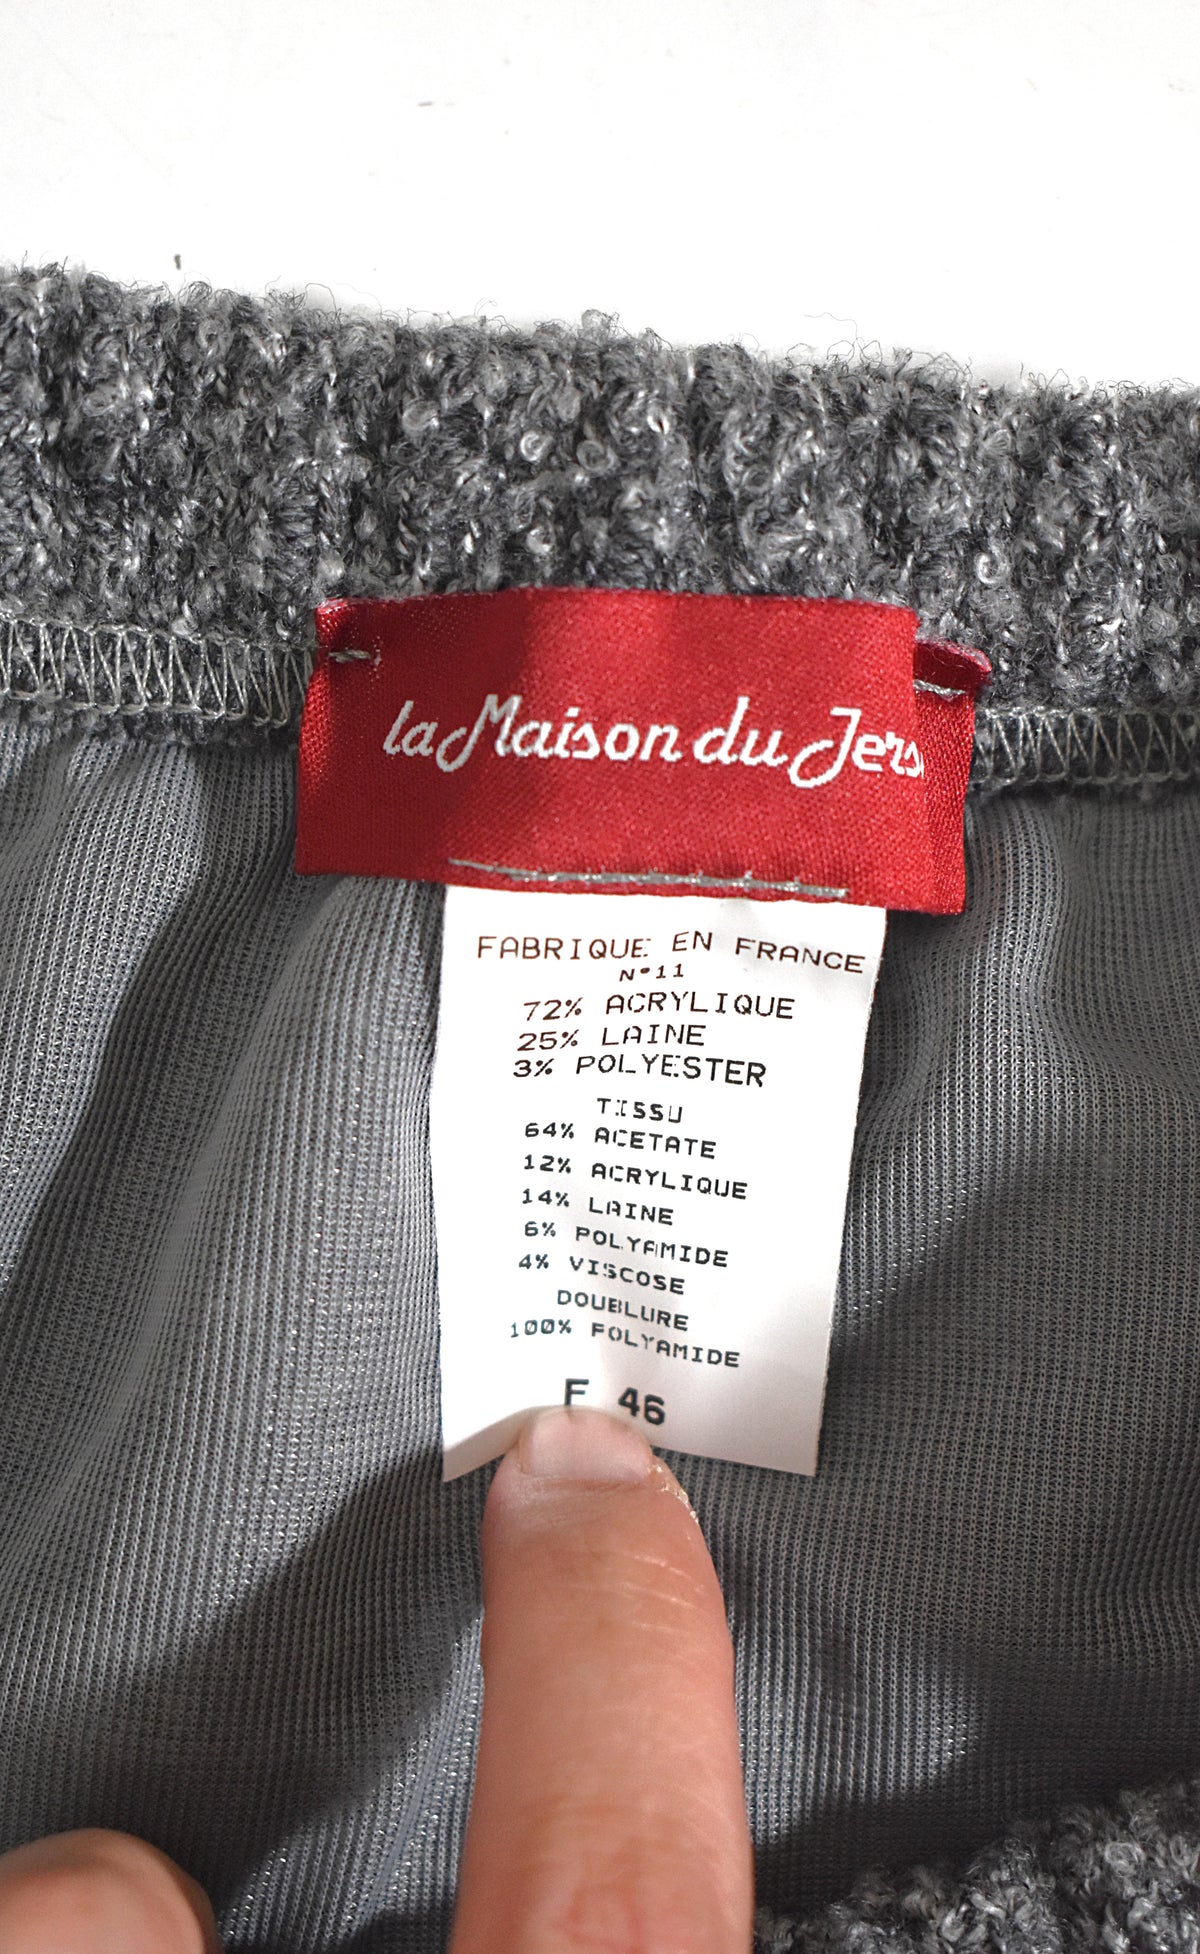 la Maison du Jers
FABRIQUE EN FRANCE
N°11
72% ACRYLIQUE
25% LAINE
3% POLYESTER
TISSU
64% ACETATE
12% ACRYLIQUE
14% LAINE
6% POLYAMIDE
4% VISCOSE
DOUBLURE
100% POLYAMIDE
F 46